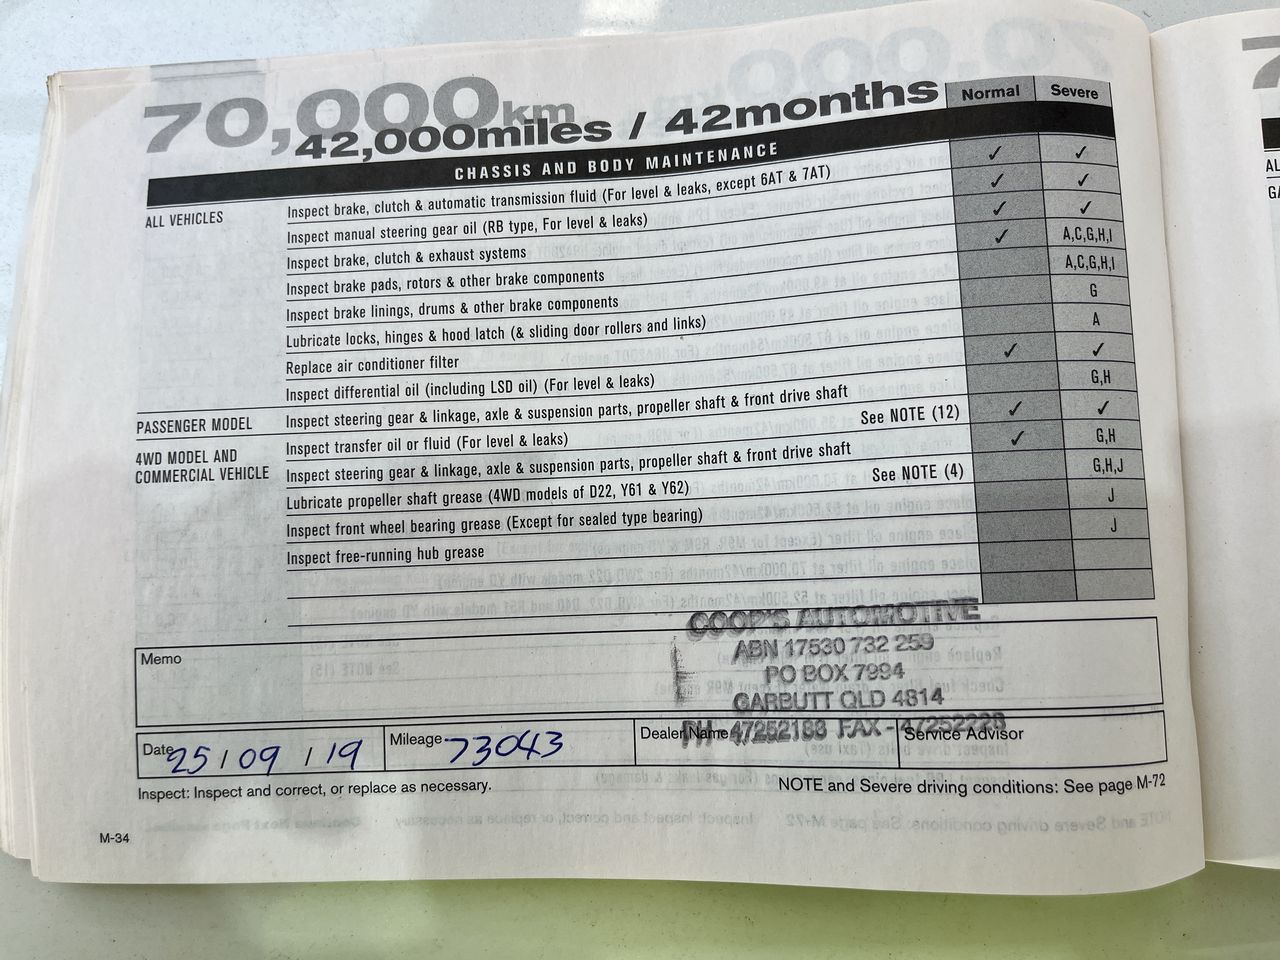 70,000km
42,000miles / 42months
Normal Severe
CHASSIS AND BODY MAINTENANCE
ALL VEHICLES
Inspect brake, clutch & automatic transmission fluid (For level & leaks, except 6AT & 7AT) ✓ ✓
Inspect manual steering gear oil (RB type, For level & leaks) ✓ ✓
Inspect brake, clutch & exhaust systems ✓ ✓
Inspect brake pads, rotors & other brake components ✓ A,C,G,H,I
Inspect brake linings, drums & other brake components A,C,G,H,I
Lubricate locks, hinges & hood latch (& sliding door rollers and links) G
Replace air conditioner filter A
Inspect differential oil (including LSD oil) (For level & leaks) ✓ ✓
PASSENGER MODEL
Inspect steering gear & linkage, axle & suspension parts, propeller shaft & front drive shaft G,H
4WD MODEL AND
COMMERCIAL VEHICLE
Inspect transfer oil or fluid (For level & leaks) See NOTE (12) ✓ ✓
Inspect steering gear & linkage, axle & suspension parts, propeller shaft & front drive shaft ✓ G,H
Lubricate propeller shaft grease (4WD models of D22, Y61 & Y62) See NOTE (4) G,H,J
Inspect front wheel bearing grease (Except for sealed type bearing) J
Inspect free-running hub grease J
COOP'S AUTOMOTIVE
Memo
ABN 17530 732 259
PO BOX 7994
GARBUTT QLD 4814
PH 47252188 FAX - 47252228
Date 25/09/19
Mileage 73043
Dealer Name
Service Advisor
Inspect: Inspect and correct, or replace as necessary.
NOTE and Severe driving conditions: See page M-72
M-34